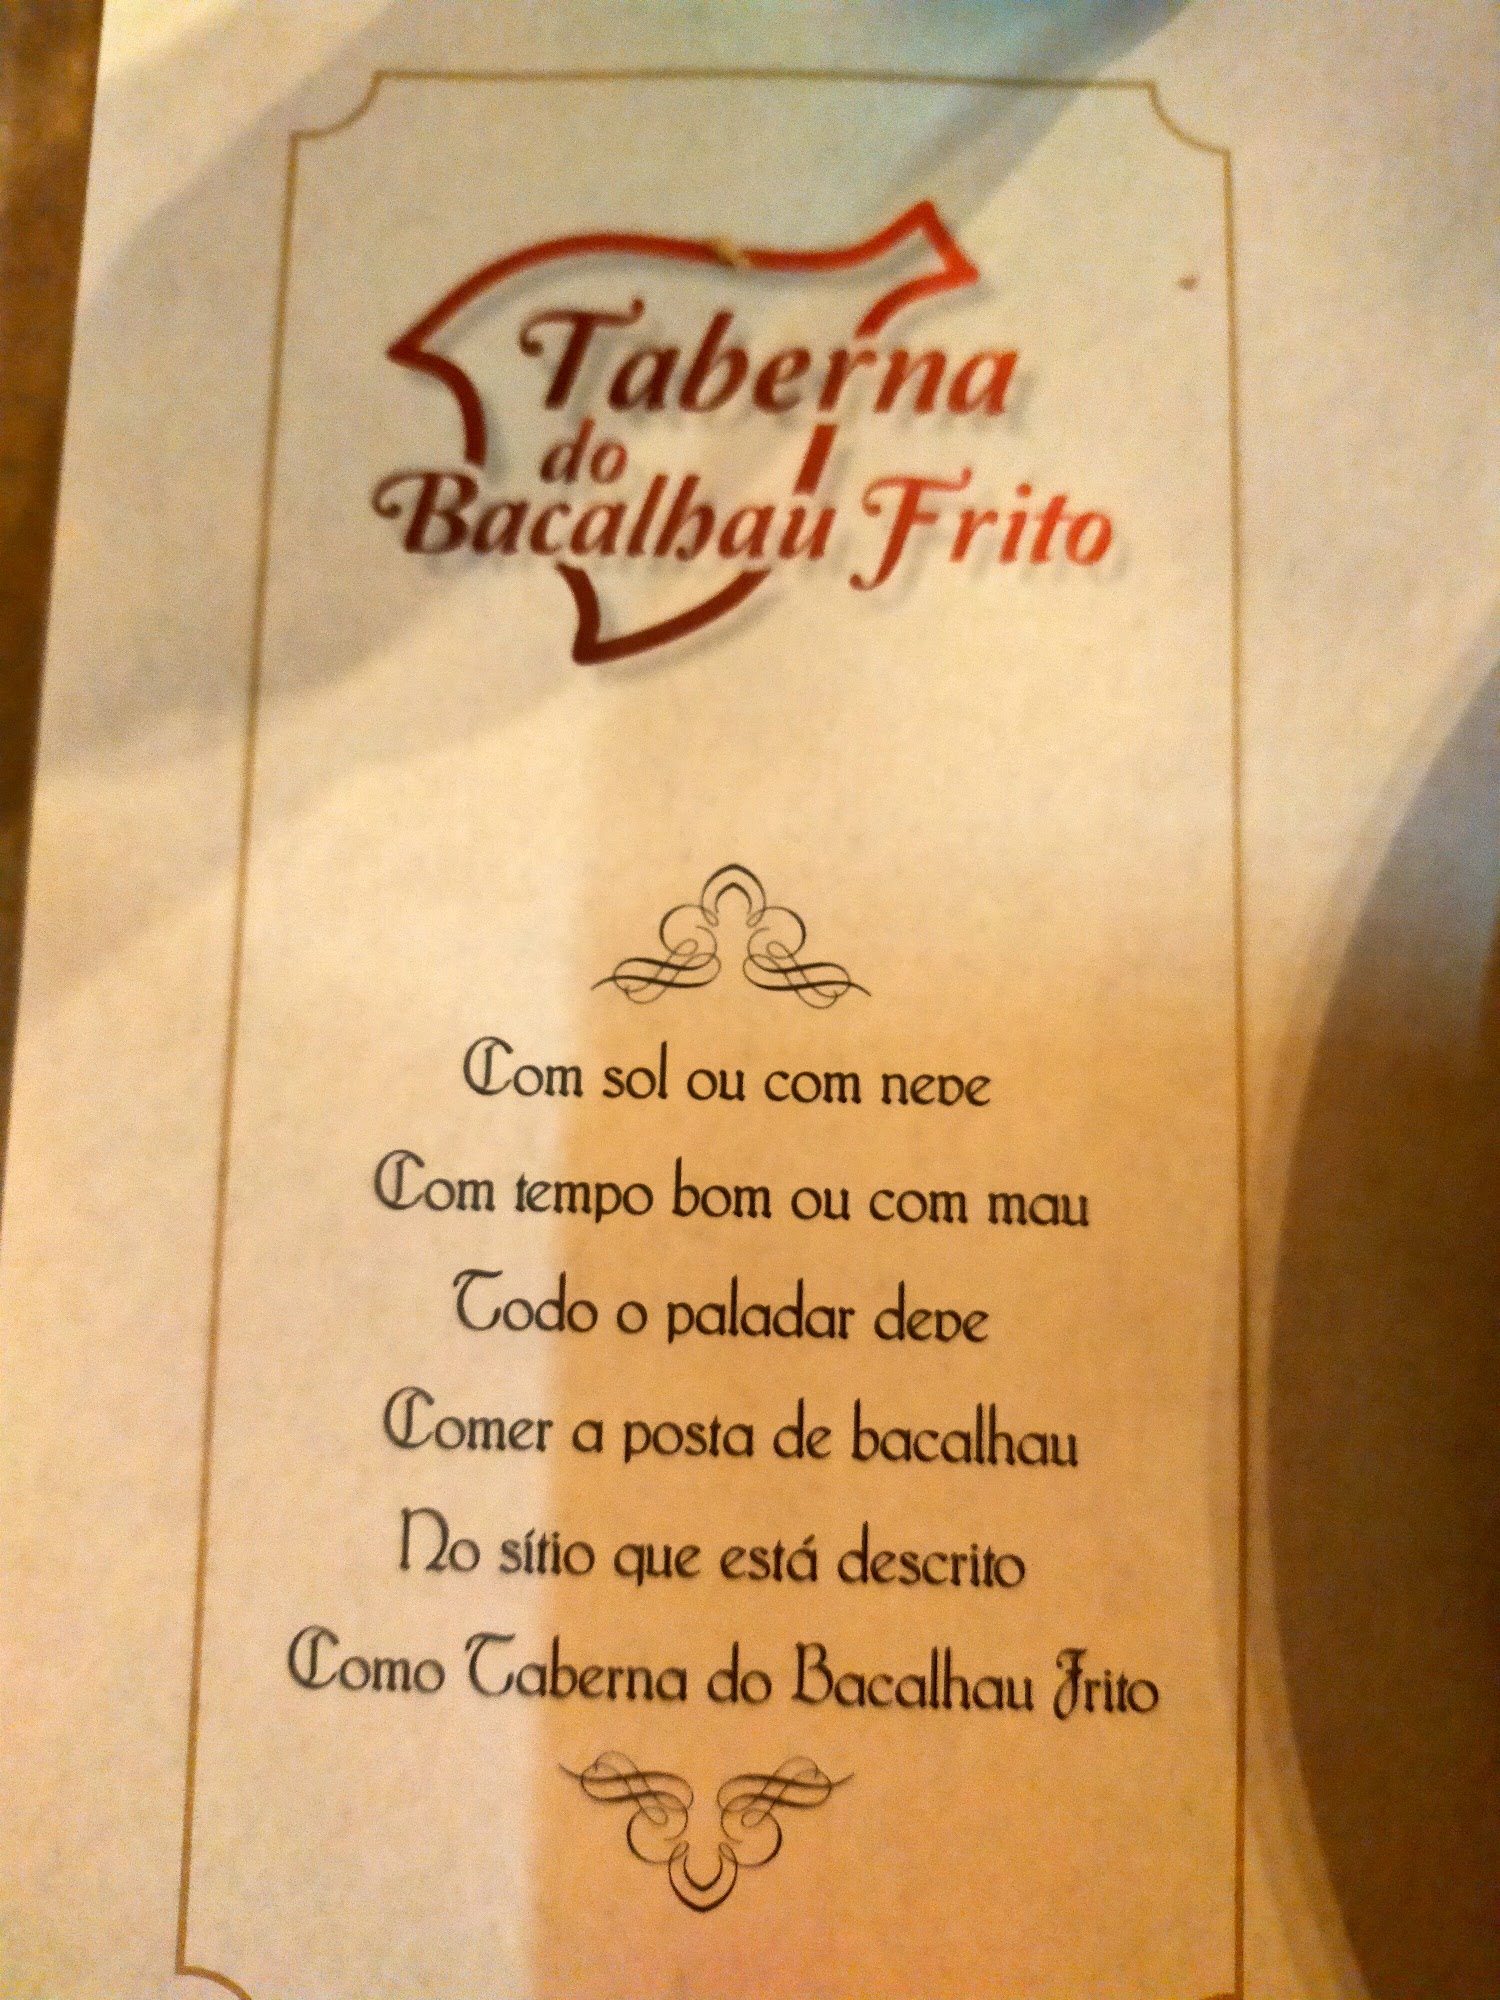 Taberna
do
Bacalhau Frito
Com sol ou com neve
Com tempo bom ou com mau
Todo o paladar deve
Comer a posta de bacalhau
No sítio que está descrito
Como Taberna do Bacalhau Frito